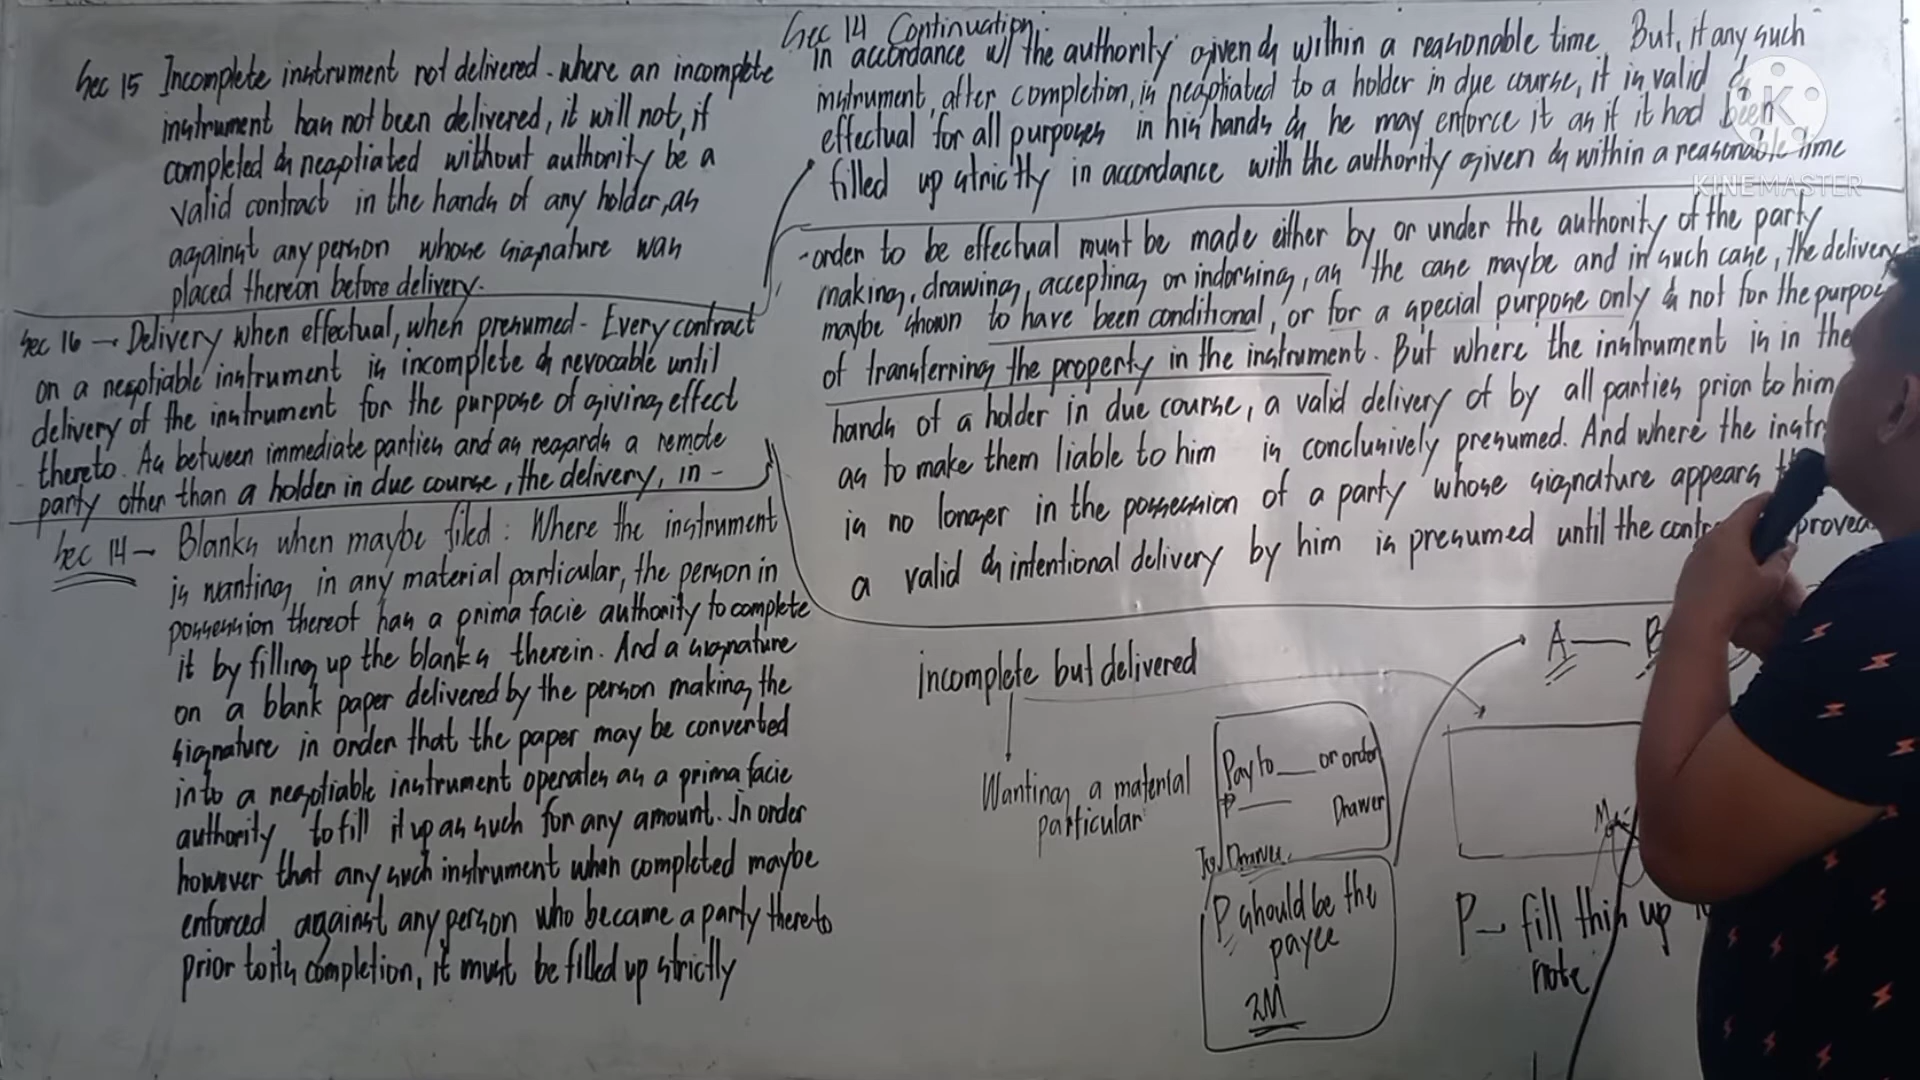 Sec 15 Incomplete instrument not delivered - where an incomplete
instrument has not been delivered, it will not, if
completed & negotiated without authority be a
valid contract in the hands of any holder, as
against any person whose signature was
placed thereon before delivery.
Sec 16 - Delivery when effectual, when presumed - Every contract
on a negotiable instrument is incomplete & revocable until
delivery of the instrument for the purpose of giving effect
thereto. As between immediate parties and as regards a remote
party other than a holder in due course, the delivery, in -
Sec 14 - Blanks when maybe filed: Where the instrument
is wanting in any material particular, the person in
possession thereof has a prima facie authority to complete
it by filling up the blanks therein. And a signature
on a blank paper delivered by the person making the
signature in order that the paper may be converted
into a negotiable instrument operates as a prima facie
authority to fill it up as such for any amount. In order
however that any such instrument when completed maybe
enforced against any person who became a party thereto
prior to its completion, it must be filled up strictly
Sec 14 Continuation
in accordance w/ the authority given & within a reasonable time. But, if any such
instrument, after completion, is negotiated to a holder in due course, it is valid &
effectual for all purposes in his hands & he may enforce it as if it had been
filled up strictly in accordance with the authority given & within a reasonable time
-order to be effectual must be made either by or under the authority of the party
making, drawing, accepting or indorsing, as the case maybe and in such case, the delivery
maybe shown to have been conditional, or for a special purpose only & not for the
of transferring the property in the instrument. But where the instrument is in the
hands of a holder in due course, a valid delivery of by all parties prior to him
as to make them liable to him is conclusively presumed. And where the
is no longer in the possession of a party whose signature appears
a valid & intentional delivery by him is presumed until the
incomplete but delivered
Wanting a material
particular
Pay to ___ or order
P ___
Drawer
P should be the
payee
2M
A — B
P - fill this up
note
KINEMASTER